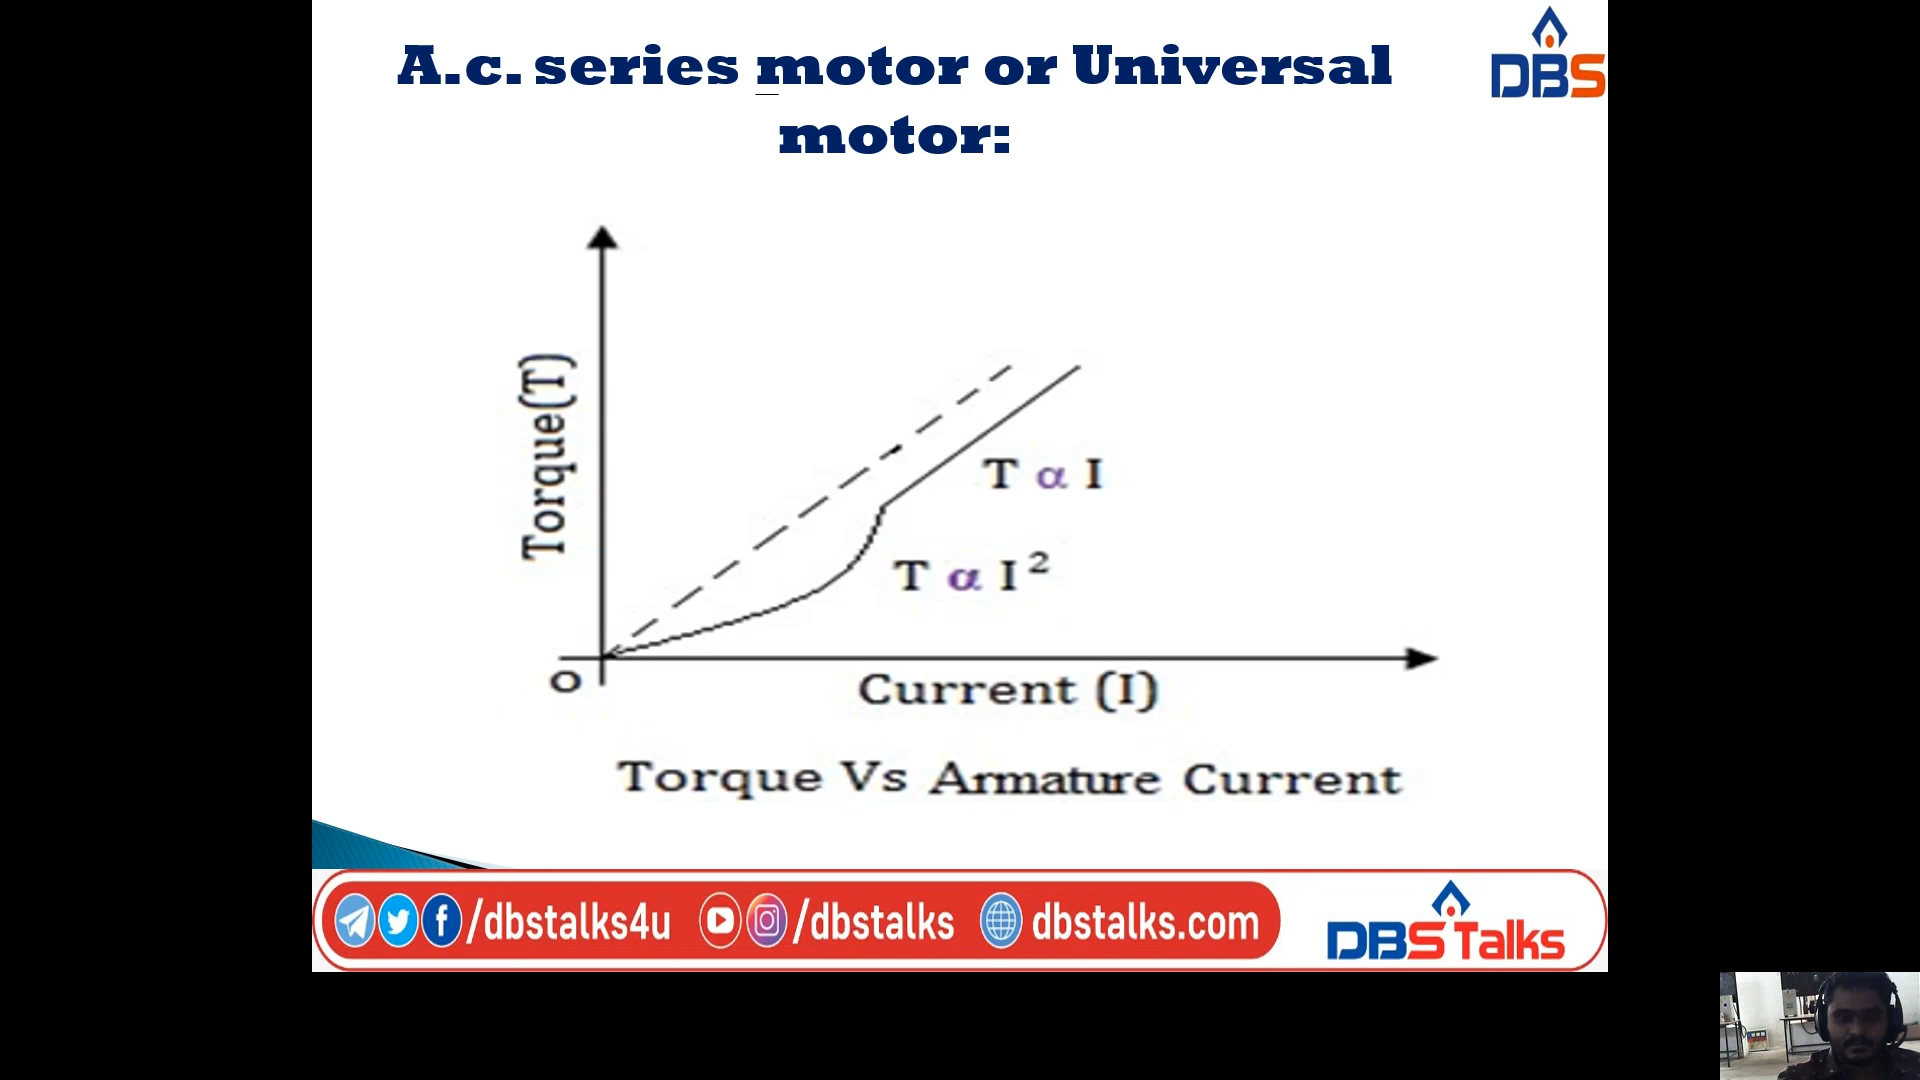 A.c. series motor or Universal
motor:
DBS
Torque(T)
T α I
T α I²
O
Current (I)
Torque Vs Armature Current
/dbstalks4u /dbstalks dbstalks.com
DBS Talks